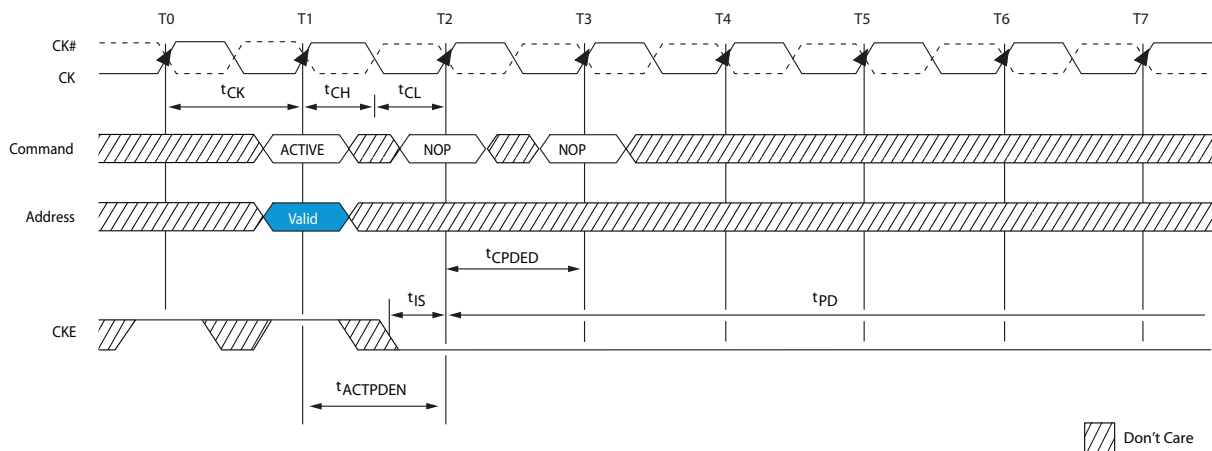 T0 T1 T2 T3 T4 T5 T6 T7
CK#
CK
tCK tCH tCL
Command ACTIVE NOP NOP
Address Valid
tCPDED
tIS tPD
CKE
tACTPDEN
Don't Care